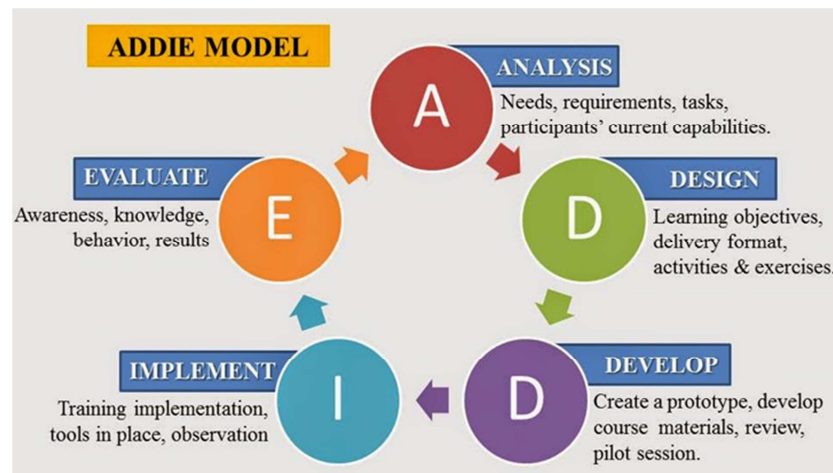 ADDIE MODEL
A
ANALYSIS
Needs, requirements, tasks,
participants' current capabilities.
D
DESIGN
Learning objectives,
delivery format,
activities & exercises.
D
DEVELOP
Create a prototype, develop
course materials, review,
pilot session.
I
IMPLEMENT
Training implementation,
tools in place, observation
E
EVALUATE
Awareness, knowledge,
behavior, results